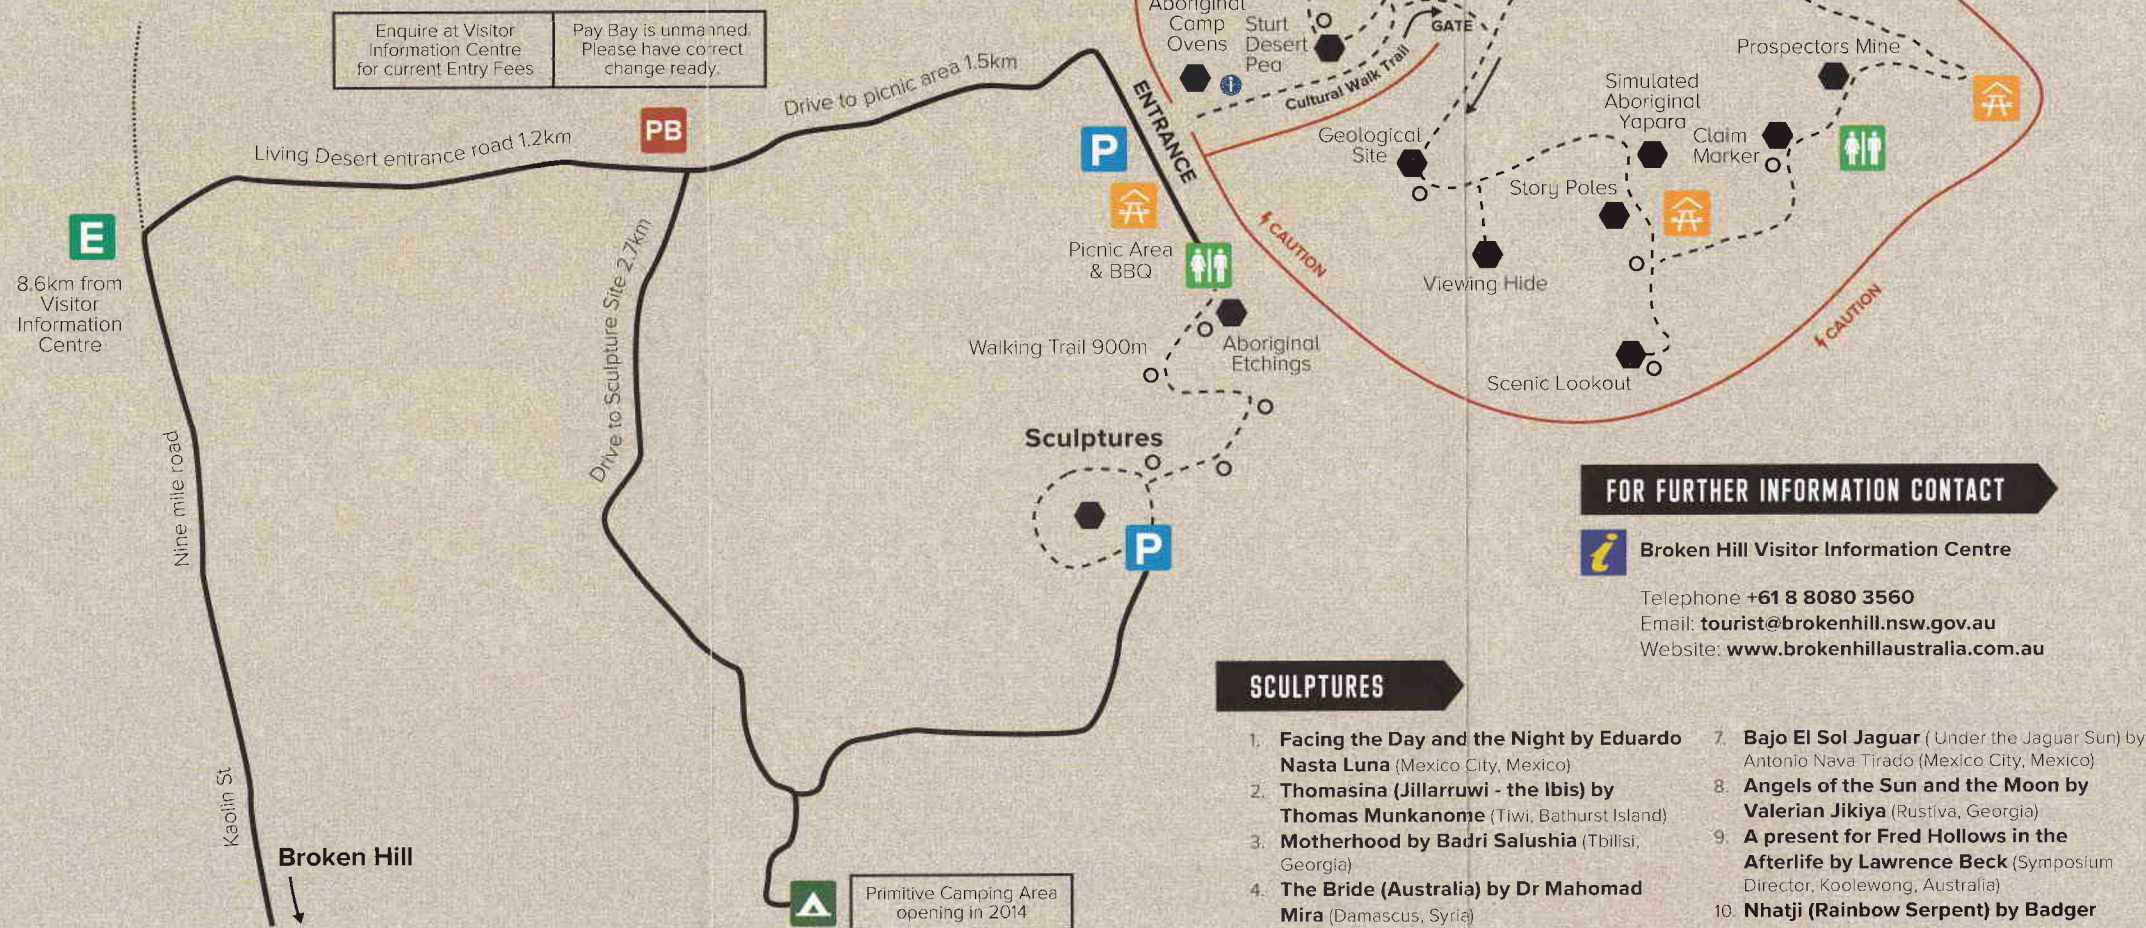 Enquire at Visitor
Information Centre
for current Entry Fees
Pay Bay is unmanned
Please have correct
change ready.
Aboriginal
Camp
Ovens
Sturt
Desert
Pea
GATE
Cultural Walk Trail
Prospectors Mine
Simulated
Aboriginal
Yapara
Claim
Marker
Geological
Site
Story Poles
Viewing Hide
Scenic Lookout
CAUTION
CAUTION
ENTRANCE
Drive to picnic area 1.5km
PB
Living Desert entrance road 1.2km
P
Picnic Area
& BBQ
E
8.6km from
Visitor
Information
Centre
Drive to Sculpture Site 2.7km
Walking Trail 900m
Aboriginal
Etchings
Sculptures
P
Nine mile road
Kaolin St
Broken Hill
Primitive Camping Area
opening in 2014
FOR FURTHER INFORMATION CONTACT
i
Broken Hill Visitor Information Centre
Telephone +61 8 8080 3560
Email: tourist@brokenhill.nsw.gov.au
Website: www.brokenhillaustralia.com.au
SCULPTURES
1. Facing the Day and the Night by Eduardo
Nasta Luna (Mexico City, Mexico)
2. Thomasina (Jillarruwi - the Ibis) by
Thomas Munkanome (Tiwi, Bathurst Island)
3. Motherhood by Badri Salushia (Tbilisi,
Georgia)
4. The Bride (Australia) by Dr Mahomad
Mira (Damascus, Syria)
7. Bajo El Sol Jaguar ( Under the Jaguar Sun) by
Antonio Nava Tirado (Mexico City, Mexico)
8. Angels of the Sun and the Moon by
Valerian Jikiya (Rustiva, Georgia)
9. A present for Fred Hollows in the
Afterlife by Lawrence Beck (Symposium
Director, Koolewong, Australia)
10. Nhatji (Rainbow Serpent) by Badger